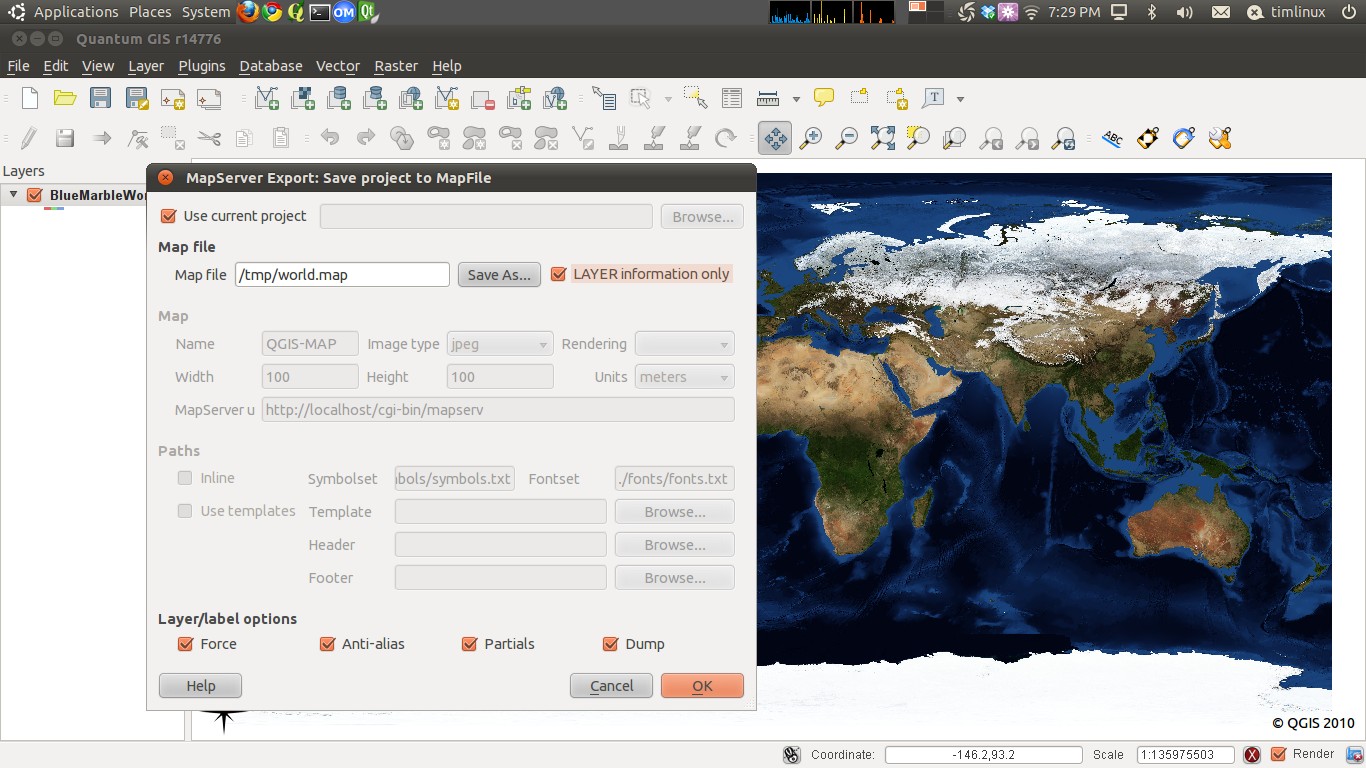 Applications Places System OM Qt 7:29 PM timlinux
Quantum GIS r14776
File Edit View Layer Plugins Database Vector Raster Help
T
ABC
Layers
BlueMarbleWor
MapServer Export: Save project to MapFile
Use current project Browse...
Map file
Map file /tmp/world.map Save As... LAYER information only
Map
Name QGIS-MAP Image type jpeg Rendering
Width 100 Height 100 Units meters
MapServer u http://localhost/cgi-bin/mapserv
Paths
Inline Symbolset bols/symbols.txt Fontset ./fonts/fonts.txt
Use templates Template Browse...
Header Browse...
Footer Browse...
Layer/label options
Force Anti-alias Partials Dump
Help Cancel OK
© QGIS 2010
Coordinate: -146.2,93.2 Scale 1:135975503 Render